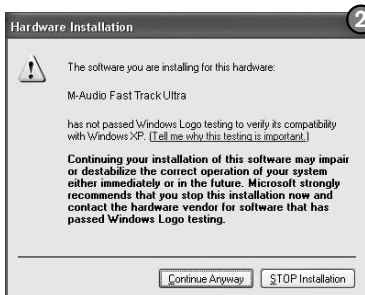 2
Hardware Installation
The software you are installing for this hardware:
M-Audio Fast Track Ultra
has not passed Windows Logo testing to verify its compatibility
with Windows XP. (Tell me why this testing is important.)
Continuing your installation of this software may impair
or destabilize the correct operation of your system
either immediately or in the future. Microsoft strongly
recommends that you stop this installation now and
contact the hardware vendor for software that has
passed Windows Logo testing.
Continue Anyway STOP Installation